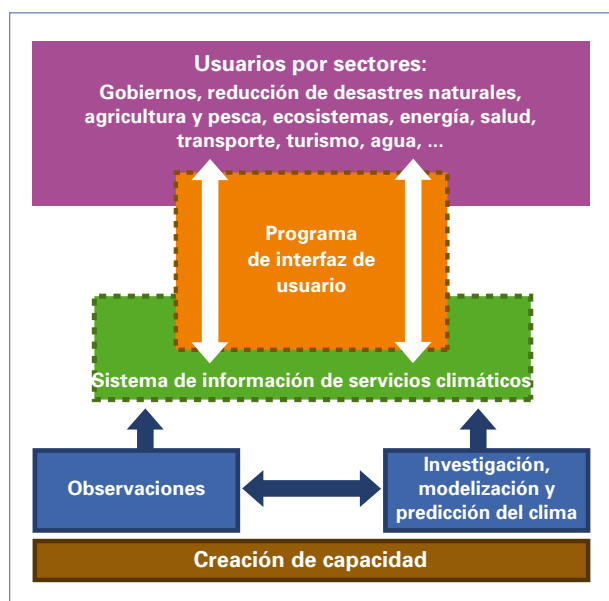 Usuarios por sectores:
Gobiernos, reducción de desastres naturales,
agricultura y pesca, ecosistemas, energía, salud,
transporte, turismo, agua, ...
Programa
de interfaz de
usuario
Sistema de información de servicios climáticos
Observaciones
Investigación,
modelización y
predicción del clima
Creación de capacidad